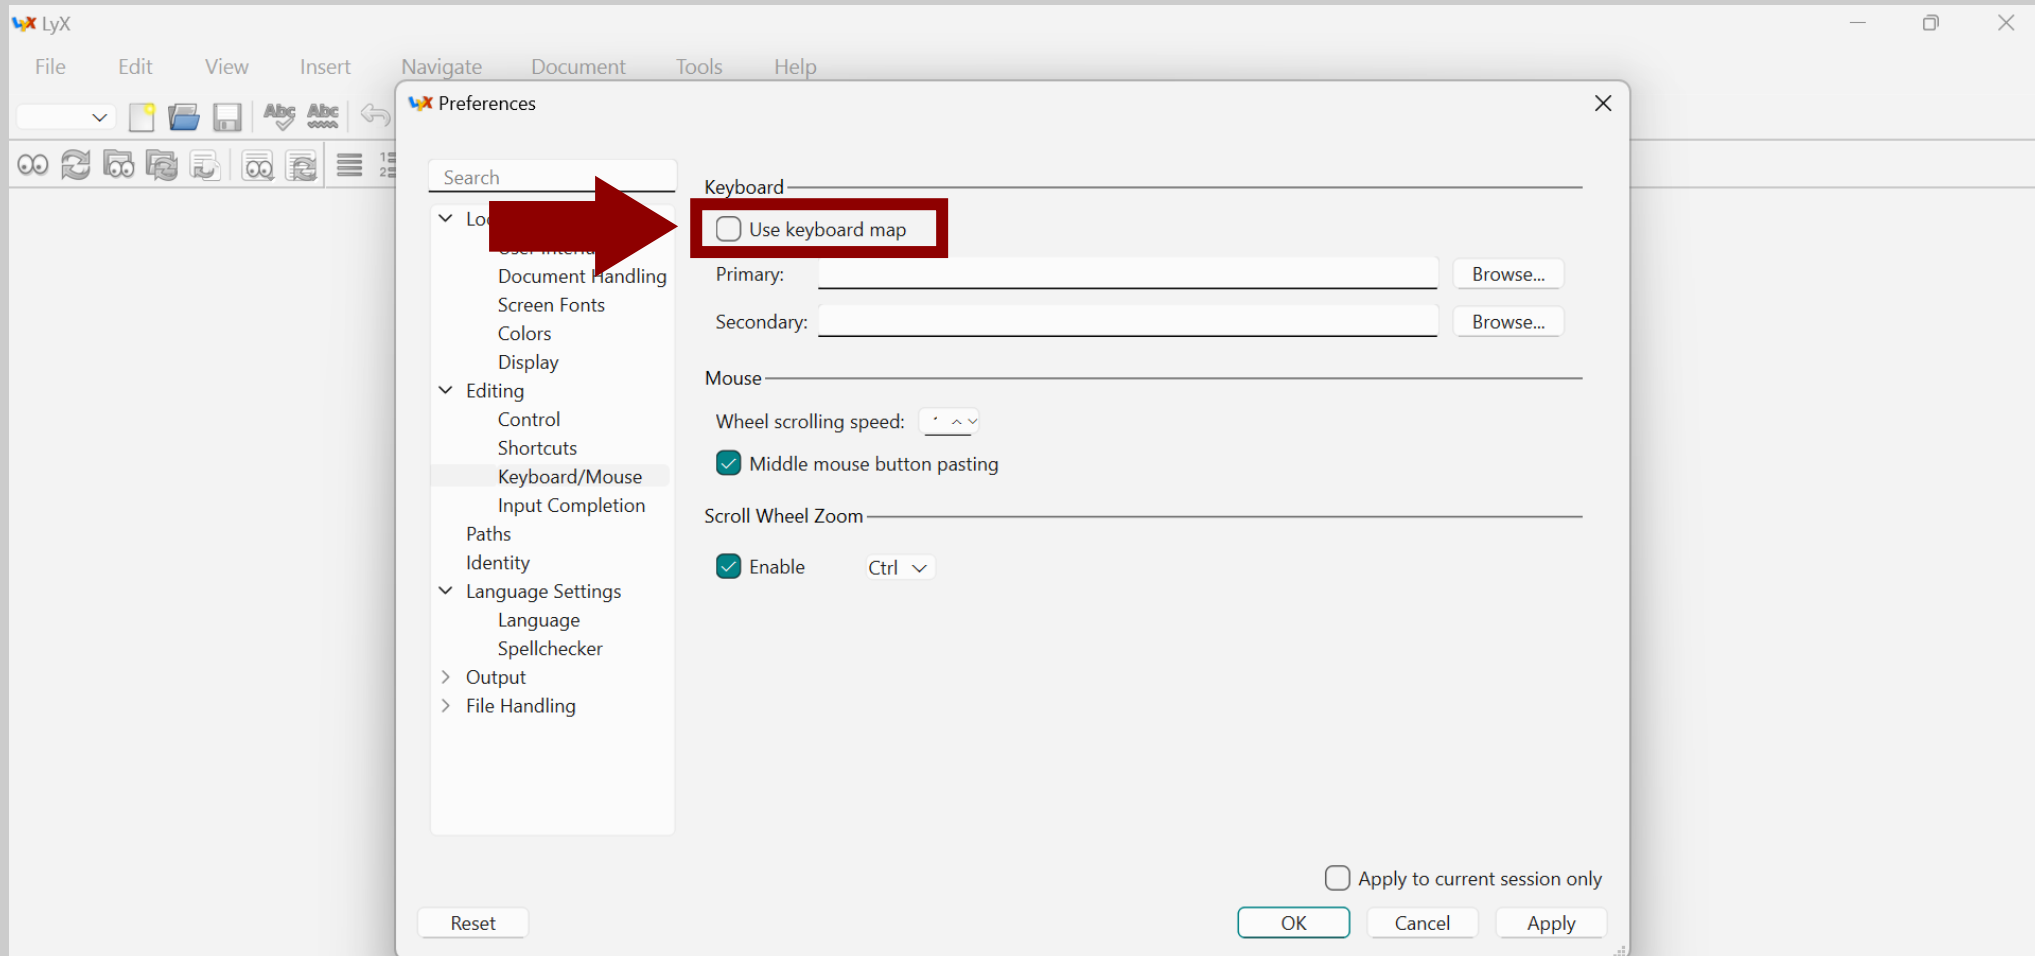 LyX
File Edit View Insert Navigate Document Tools Help
Preferences
Search
Document Handling
Screen Fonts
Colors
Display
Editing
Control
Shortcuts
Keyboard/Mouse
Input Completion
Paths
Identity
Language Settings
Language
Spellchecker
Output
File Handling
Keyboard
Use keyboard map
Primary: Browse...
Secondary: Browse...
Mouse
Wheel scrolling speed:
Middle mouse button pasting
Scroll Wheel Zoom
Enable Ctrl
Apply to current session only
Reset OK Cancel Apply